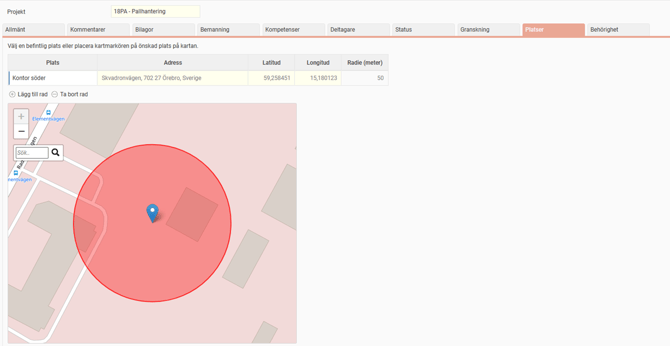 Projekt 18PA - Pallhantering
Allmänt Kommentarer Bilagor Bemanning Kompetenser Deltagare Status Granskning Platser Behörighet
Välj en befintlig plats eller placera kartmarkören på önskad plats på kartan.
Plats Adress Latitud Longitud Radie (meter)
Kontor söder Skvadronvägen, 702 27 Örebro, Sverige 59,258451 15,180123 50
Lägg till rad Ta bort rad
+
Elementvägen
−
Sök...